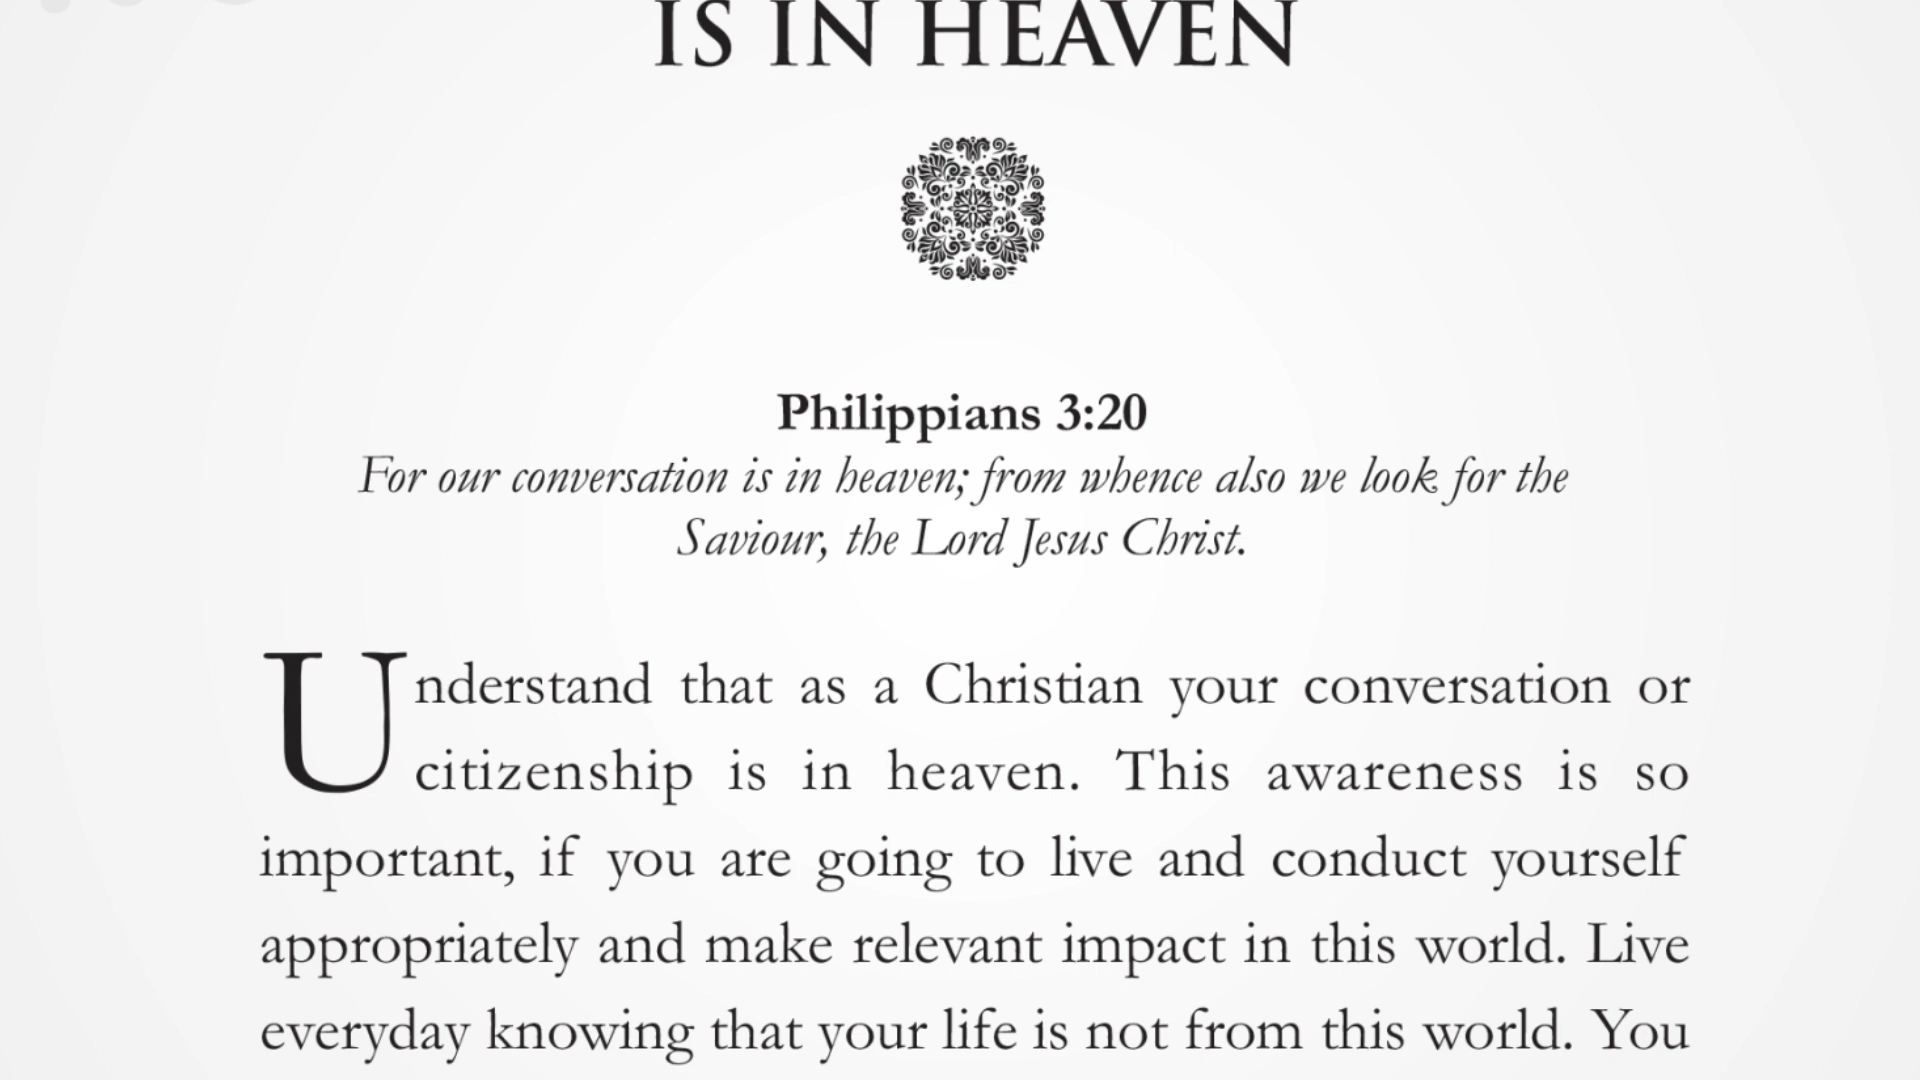 IS IN HEAVEN
Philippians 3:20
For our conversation is in heaven; from whence also we look for the
Saviour, the Lord Jesus Christ.
Understand that as a Christian your conversation or
citizenship is in heaven. This awareness is so
important, if you are going to live and conduct yourself
appropriately and make relevant impact in this world. Live
everyday knowing that your life is not from this world. You